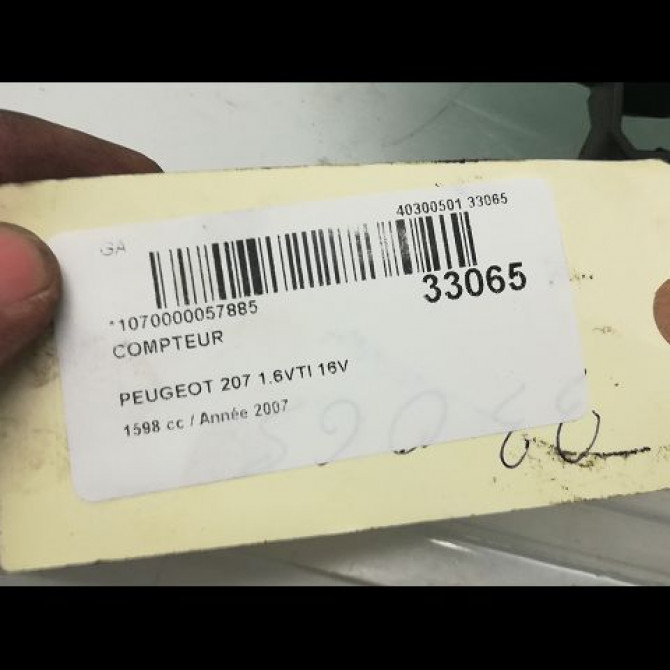 GA
40300501 33065
33065
*1070000057885
COMPTEUR
PEUGEOT 207 1.6VTI 16V
1598 cc / Année 2007